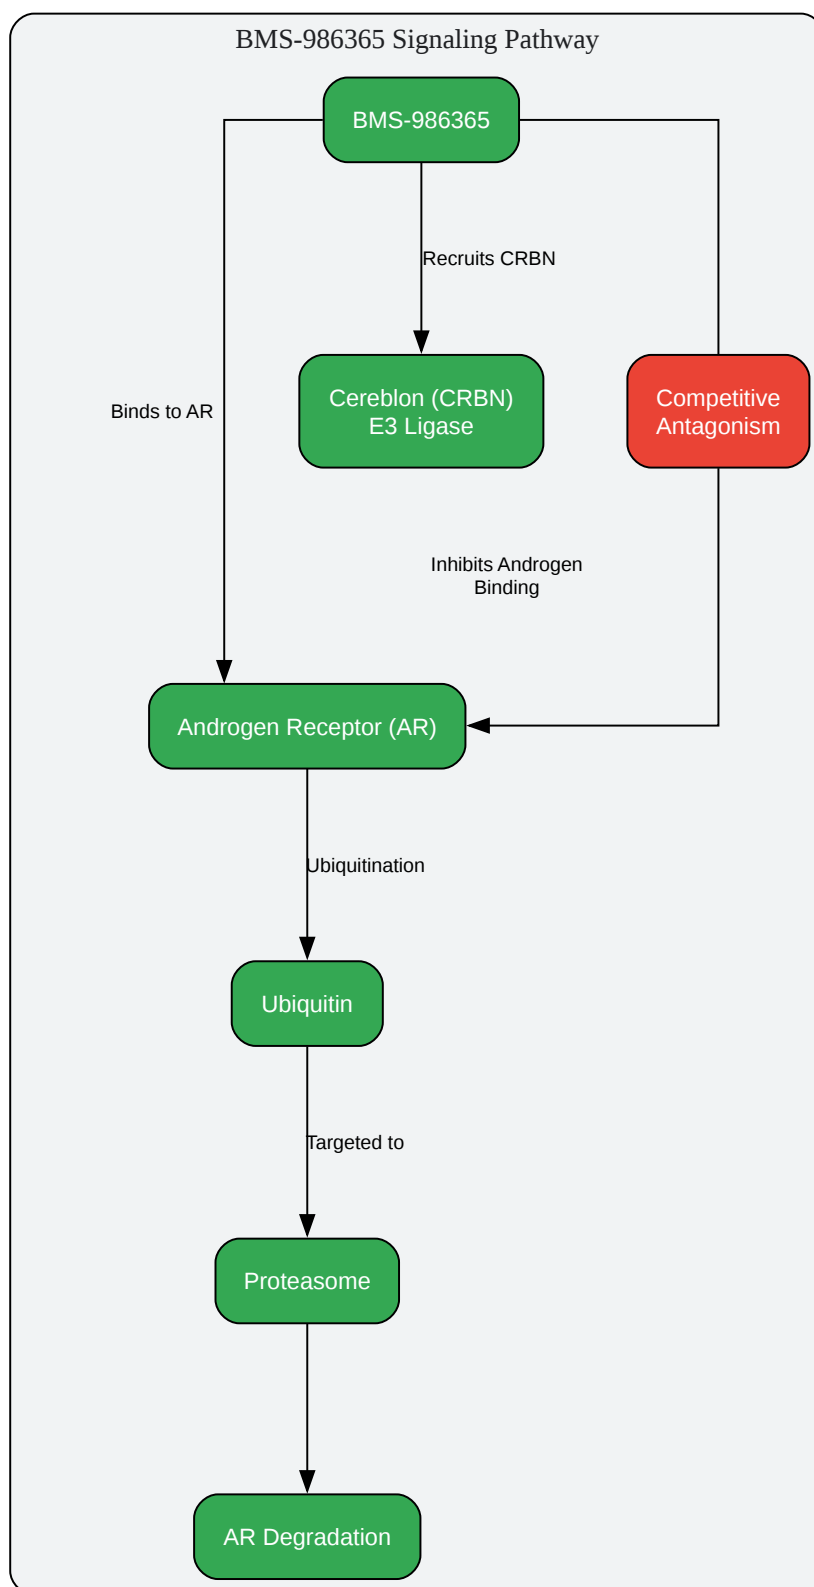 BMS-986365 Signaling Pathway
BMS-986365
Recruits CRBN
Cereblon (CRBN)
E3 Ligase
Competitive
Antagonism
Binds to AR
Inhibits Androgen
Binding
Androgen Receptor (AR)
Ubiquitination
Ubiquitin
Targeted to
Proteasome
AR Degradation